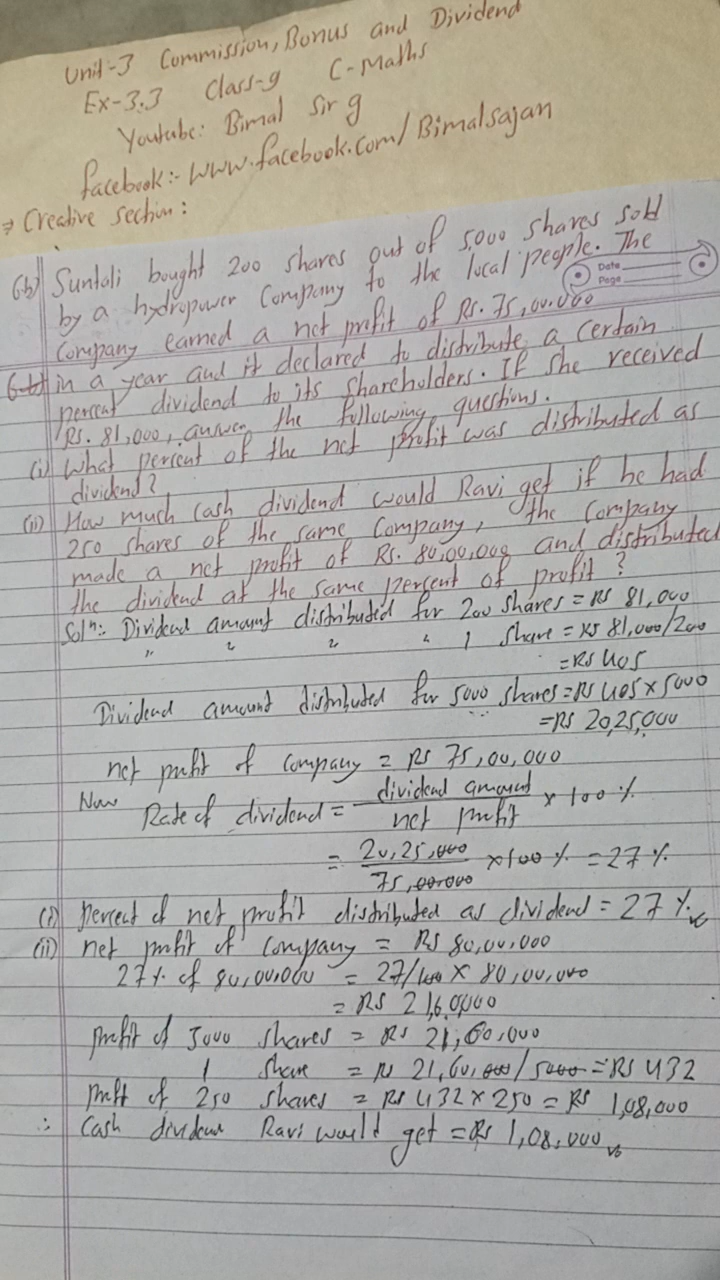 Unit-3 Commission, Bonus and Dividend
Ex-3.3 Class-9 C-Maths
Youtube: Bimal Sir g
facebook:- www.facebook.com/Bimalsajan
⇒ Creative section:
6.b) Suntali bought 200 shares out of 5000 shares sold
by a hydropower Company to the local people. The
Date
Page
Company earned a net profit of Rs. 75,00.000
in a year and it declared to distribute a certain
percent dividend to its shareholders. If she received
Rs. 81,000, answer the following questions.
(i) What percent of the net profit was distributed as
dividend?
(ii) How much cash dividend would Ravi get if he had
250 shares of the same Company, the Company
made a net profit of Rs. 80,00,000 and distributed
the dividend at the same percent of profit?
Solⁿ: Dividend amount distributed for 200 shares = RS 81,000
" " " " 1 share = RS 81,000/200
= RS 405
Dividend amount distributed for 5000 shares = RS 405 × 5000
= RS 20,25,000
net profit of company = RS 75,00,000
Now Rate of dividend = dividend amount / net profit × 100 %
= 20,25,000 / 75,00,000 × 100 % = 27 %
(i) Percent of net profit distributed as dividend = 27 %
(ii) net profit of company = RS 80,00,000
27 % of 80,00,000 = 27/100 × 80,00,000
= RS 2160000
Profit of 5000 shares = RS 21,60,000
1 share = RS 21,60,000/5000 = RS 432
Profit of 250 shares = RS 432 × 250 = RS 1,08,000
∴ Cash dividend Ravi would get = RS 1,08,000